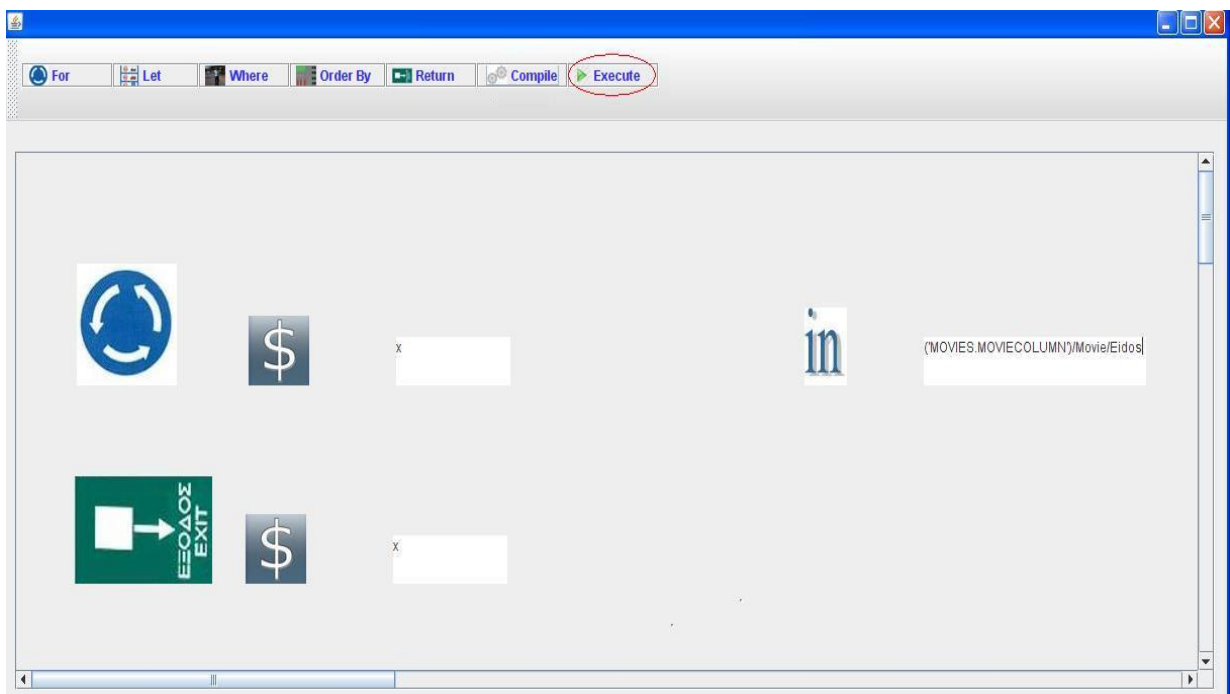 For Let Where Order By Return Compile Execute
$ x in ('MOVIES.MOVIECOLUMN')/Movie/Eidos
ΕΞΟΔΟΣ
EXIT
$ x